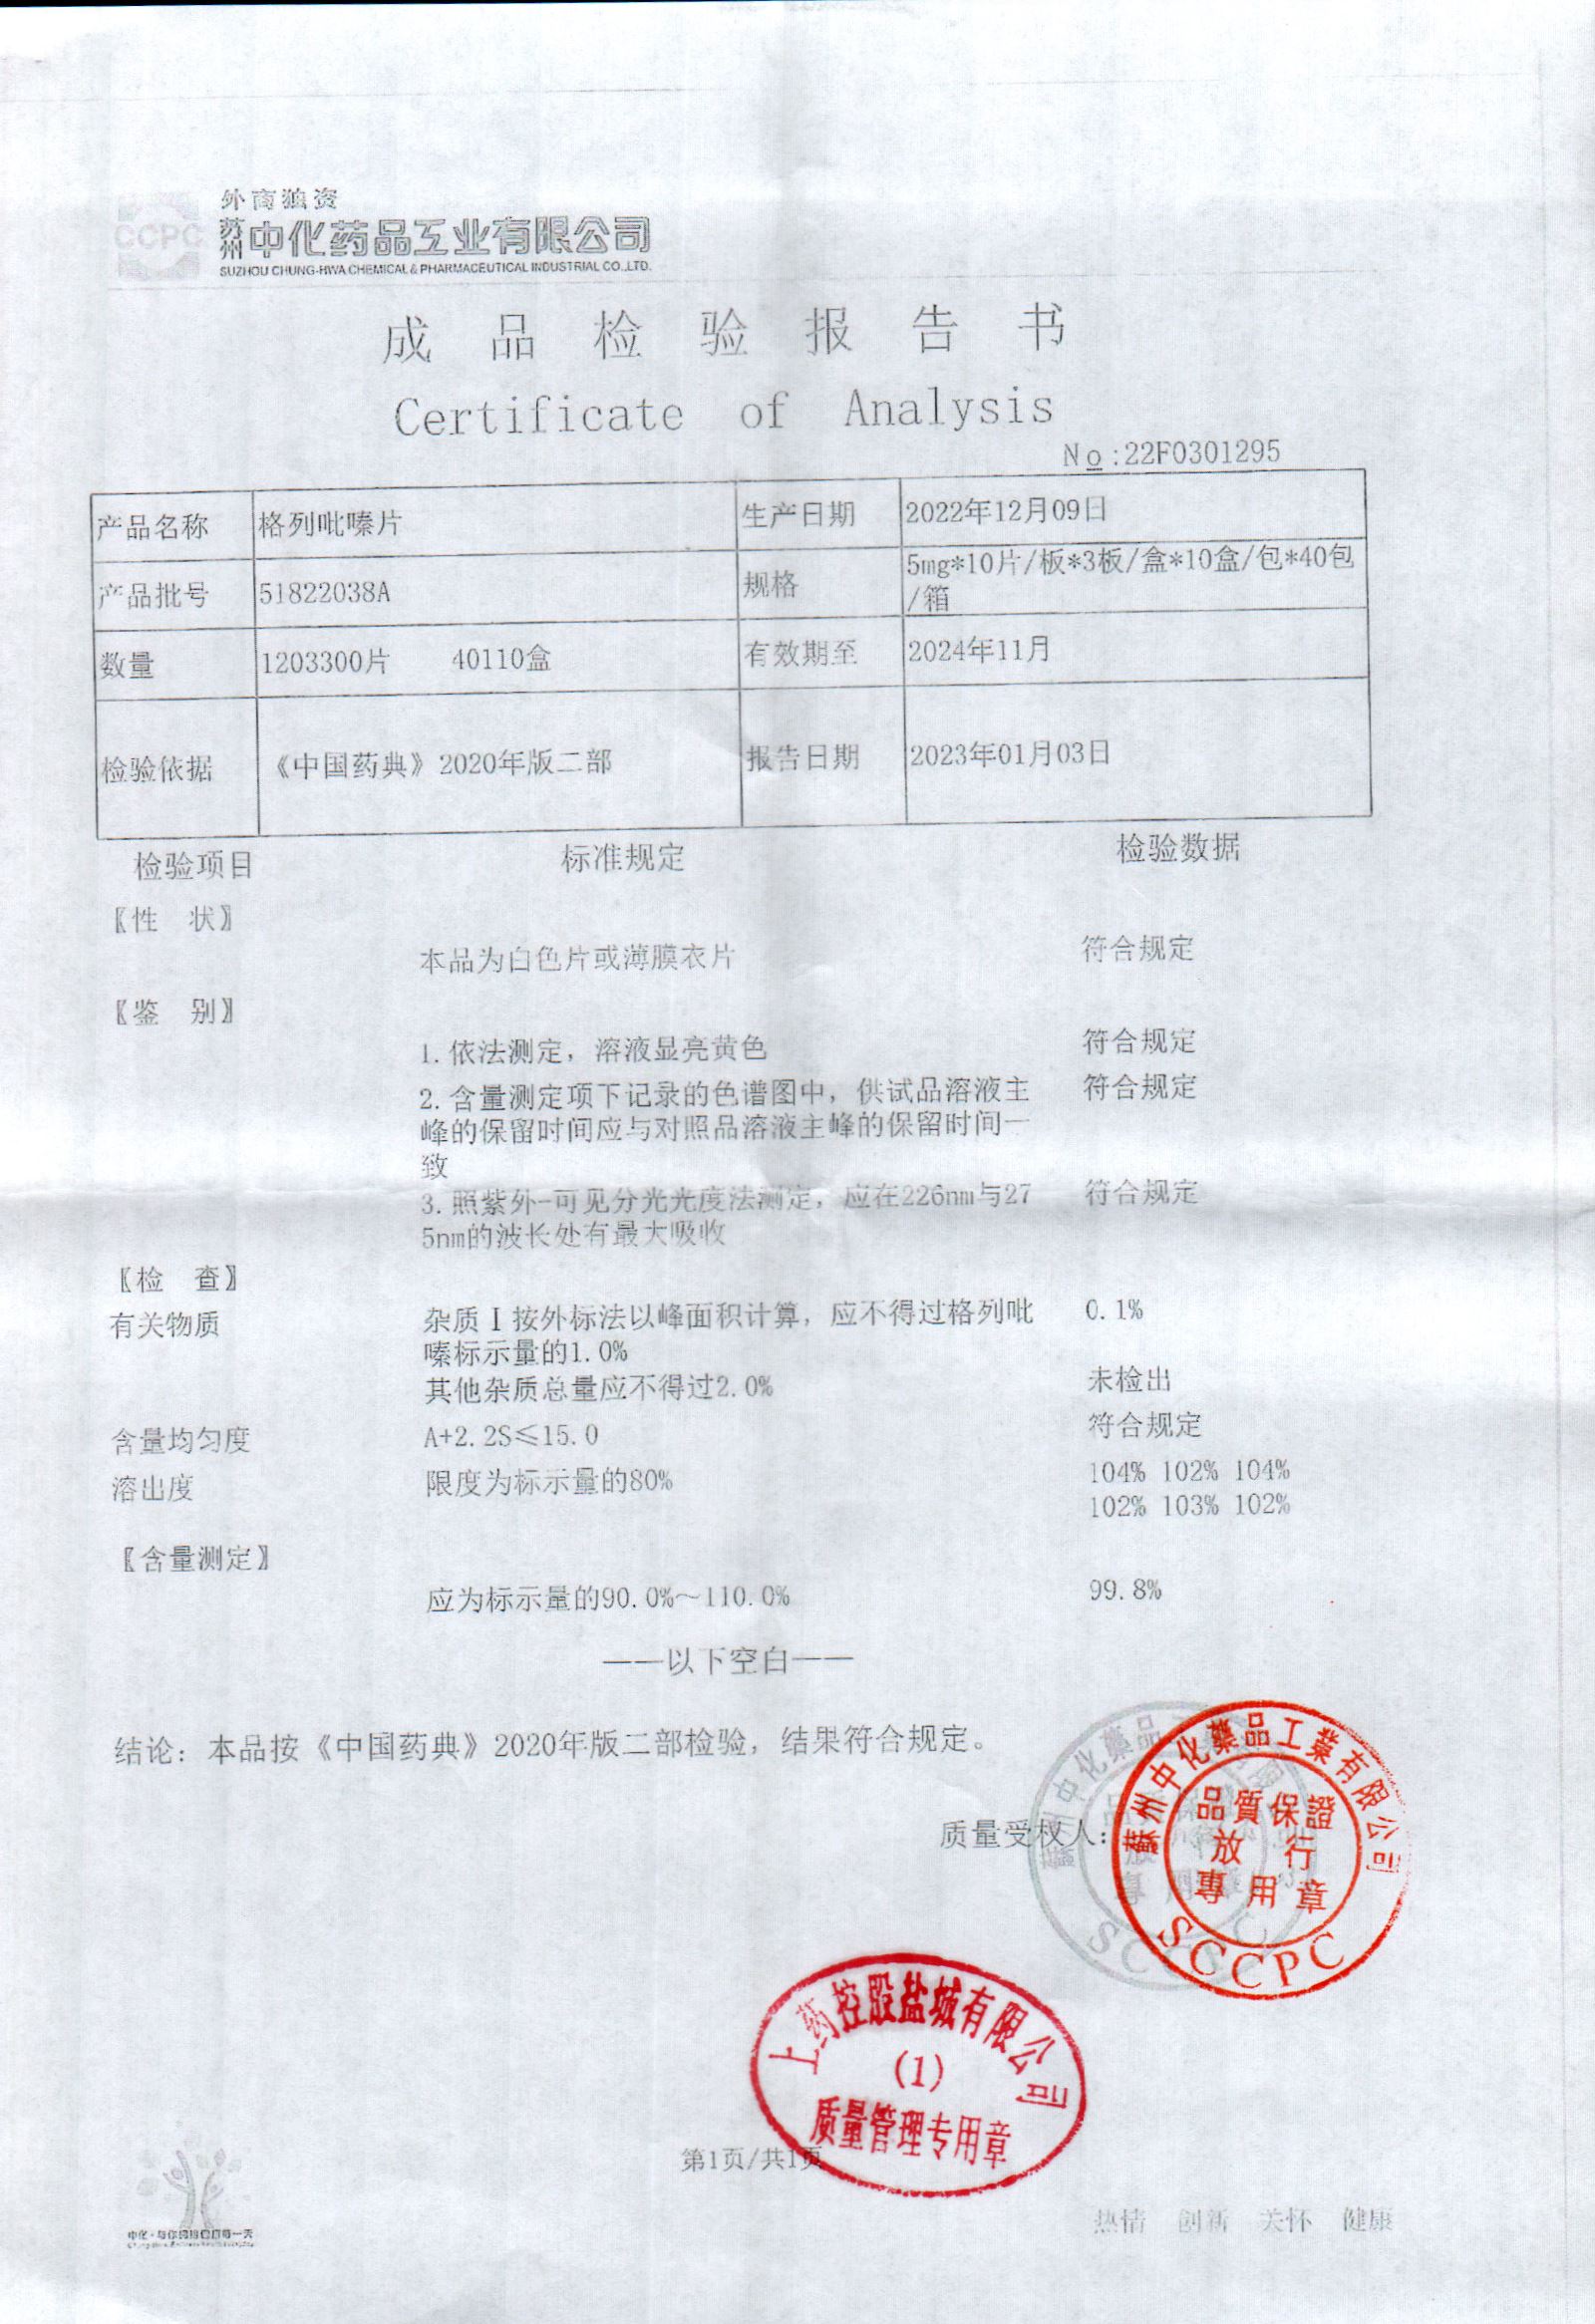 CCPC
外商独资
苏州中化药品工业有限公司
SUZHOU CHUNG-HWA CHEMICAL & PHARMACEUTICAL INDUSTRIAL CO.,LTD.
成品检验报告书
Certificate of Analysis
No:22F0301295
产品名称 格列吡嗪片 生产日期 2022年12月09日
产品批号 51822038A 规格 5mg*10片/板*3板/盒*10盒/包*40包
/箱
数量 1203300片 40110盒 有效期至 2024年11月
检验依据 《中国药典》2020年版二部 报告日期 2023年01月03日
检验项目 标准规定 检验数据
〖性 状〗
本品为白色片或薄膜衣片 符合规定
〖鉴 别〗
1. 依法测定，溶液显亮黄色 符合规定
2. 含量测定项下记录的色谱图中，供试品溶液主 符合规定
峰的保留时间应与对照品溶液主峰的保留时间一
致
3. 照紫外-可见分光光度法测定，应在226nm与27 符合规定
5nm的波长处有最大吸收
〖检 查〗
有关物质 杂质Ⅰ按外标法以峰面积计算，应不得过格列吡 0.1%
嗪标示量的1.0%
其他杂质总量应不得过2.0% 未检出
含量均匀度 A+2.2S≤15.0 符合规定
溶出度 限度为标示量的80% 104% 102% 104%
102% 103% 102%
〖含量测定〗
应为标示量的90.0%～110.0% 99.8%
——以下空白——
结论：本品按《中国药典》2020年版二部检验，结果符合规定。
质量受权人：
蘇州中化藥品工業有限公司
品質保證
放行
專用章
SCCPC
上药控股盐城有限公司
(1)
质量管理专用章
第1页/共1页
热情 创新 关怀 健康